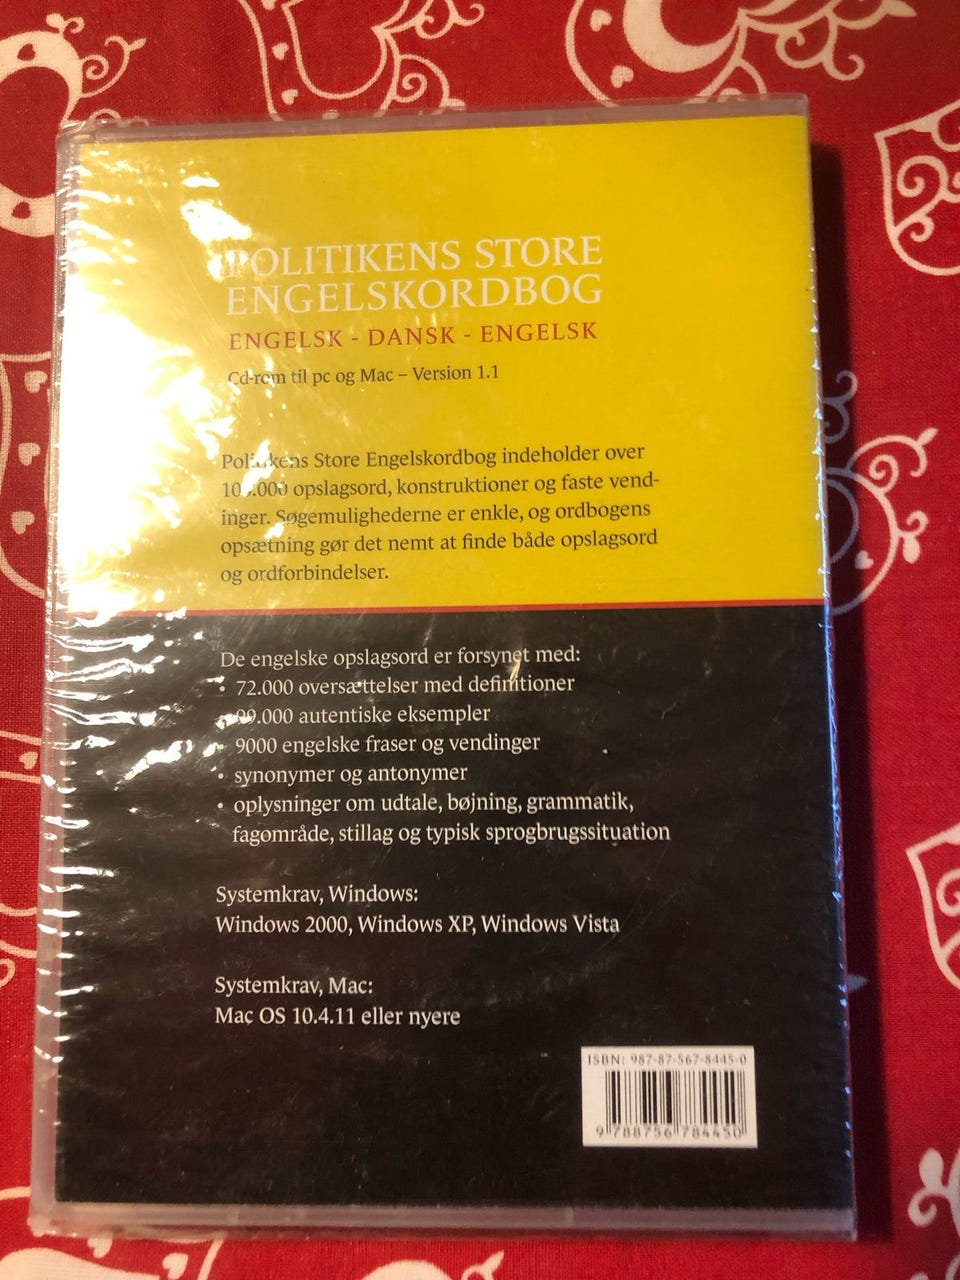 POLITIKENS STORE
ENGELSKORDBOG
ENGELSK - DANSK - ENGELSK
Cd-rom til pc og Mac – Version 1.1
Politikens Store Engelskordbog indeholder over
opslagsord, konstruktioner og faste vend-
inger. Søgemulighederne er enkle, og ordbogens
opsætning gør det nemt at finde både opslagsord
og ordforbindelser.
De engelske opslagsord er forsynet med:
• 72.000 oversættelser med definitioner
• 99.000 autentiske eksempler
• 9000 engelske fraser og vendinger
• synonymer og antonymer
• oplysninger om udtale, bøjning, grammatik,
fagområde, stillag og typisk sprogbrugssituation
Systemkrav, Windows:
Windows 2000, Windows XP, Windows Vista
Systemkrav, Mac:
Mac OS 10.4.11 eller nyere
ISBN: 987-87-567-8445-0
9 788756 784450